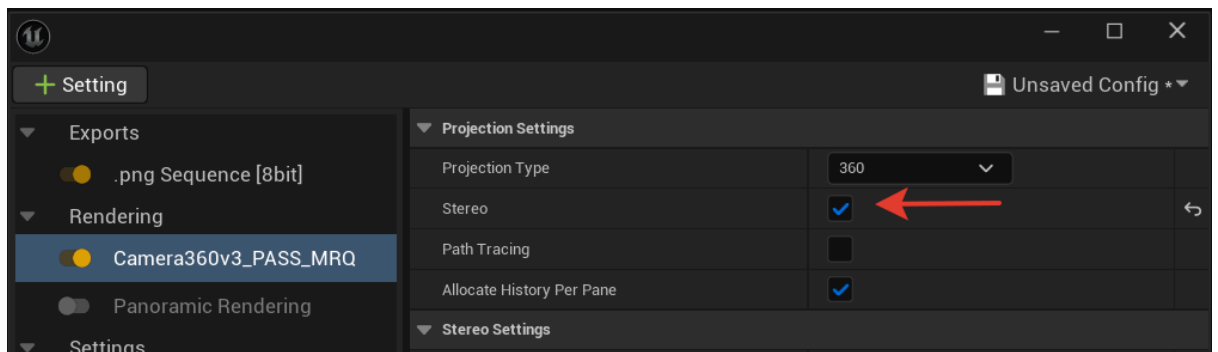 Setting
Unsaved Config *
Exports
.png Sequence [8bit]
Rendering
Camera360v3_PASS_MRQ
Panoramic Rendering
Settings
Projection Settings
Projection Type
360
Stereo
Path Tracing
Allocate History Per Pane
Stereo Settings